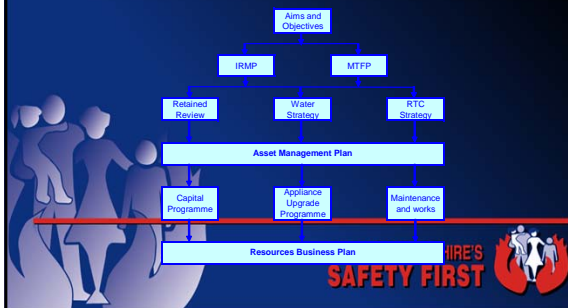 Aims and
Objectives
IRMP
MTFP
Retained
Review
Water
Strategy
RTC
Strategy
Asset Management Plan
Capital
Programme
Appliance
Upgrade
Programme
Maintenance
and works
Resources Business Plan
HIRE'S
SAFETY FIRST